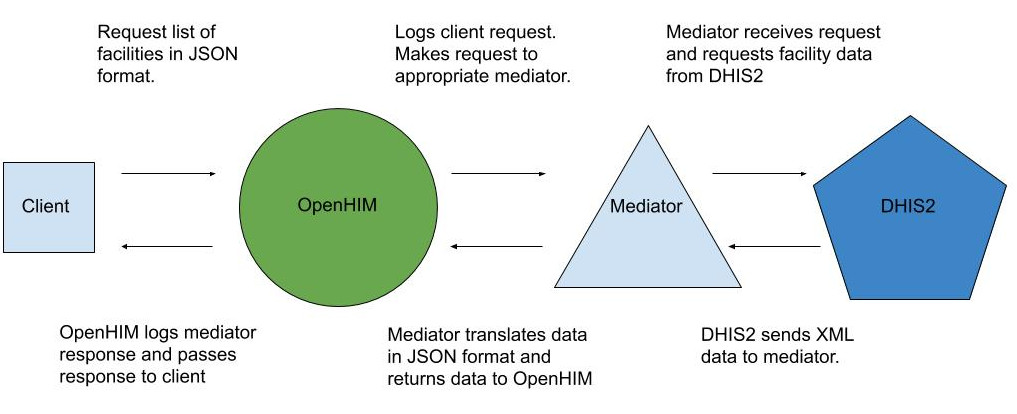 Request list of
facilities in JSON
format.
Logs client request.
Makes request to
appropriate mediator.
Mediator receives request
and requests facility data
from DHIS2
Client
OpenHIM
Mediator
DHIS2
OpenHIM logs mediator
response and passes
response to client
Mediator translates data
in JSON format and
returns data to OpenHIM
DHIS2 sends XML
data to mediator.